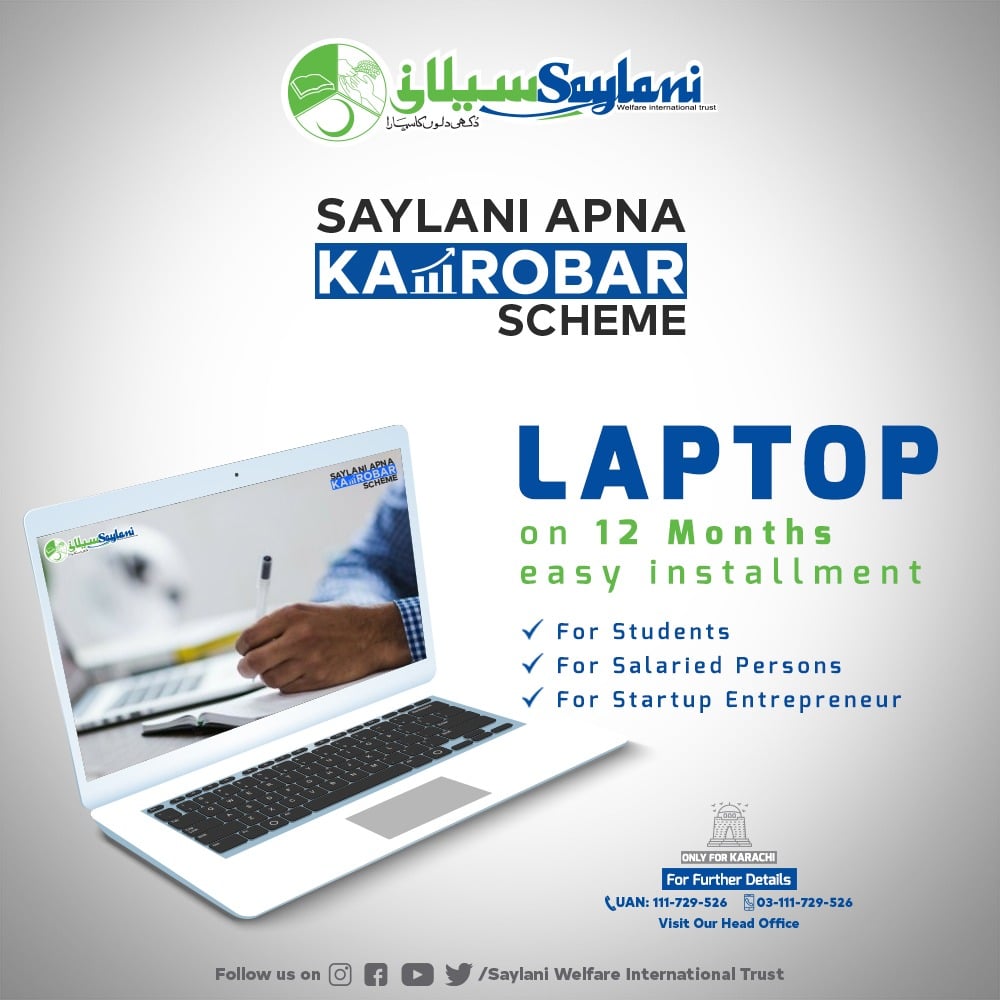 سیلانی Saylani
Welfare international trust
دکھی دلوں کا سہارا
SAYLANI APNA
KAROBAR
SCHEME
LAPTOP
on 12 Months
easy installment
For Students
For Salaried Persons
For Startup Entrepreneur
SAYLANI APNA
KAROBAR
SCHEME
سیلانی Saylani
ONLY FOR KARACHI
For Further Details
UAN: 111-729-526 03-111-729-526
Visit Our Head Office
Follow us on /Saylani Welfare International Trust